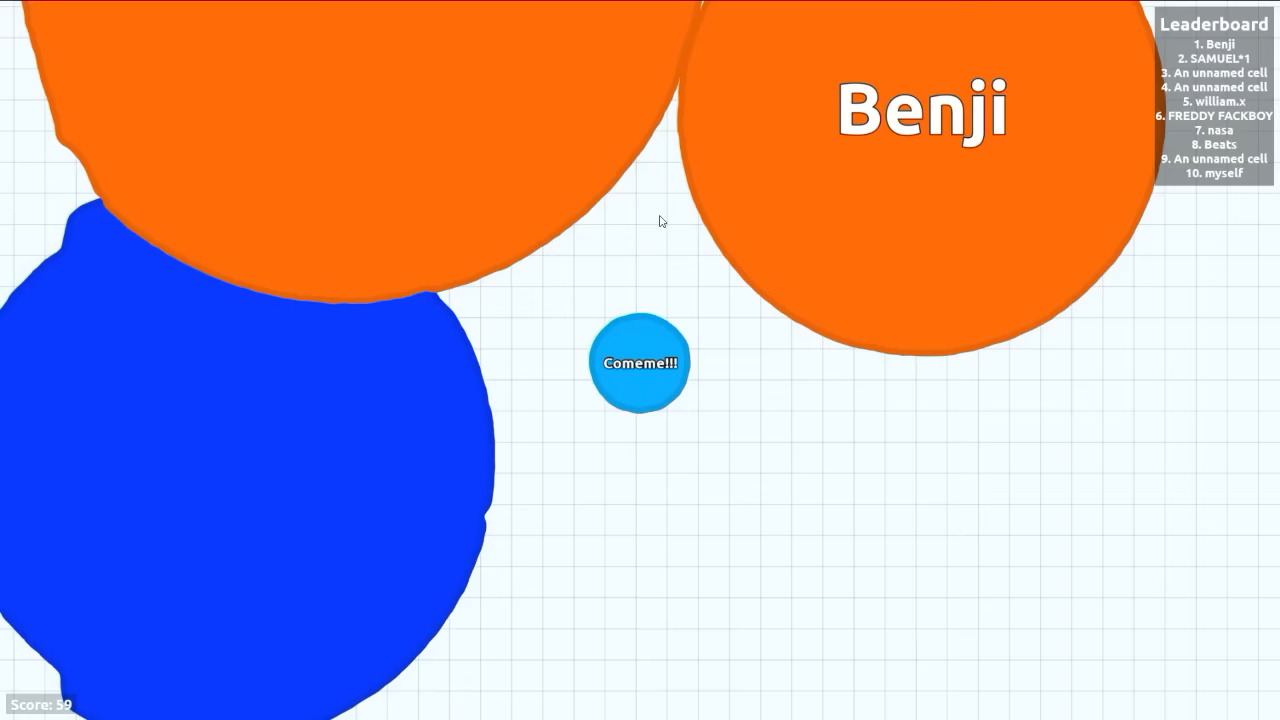 Leaderboard
1. Benji
2. SAMUEL*1
3. An unnamed cell
4. An unnamed cell
5. william.x
6. FREDDY FACKBOY
7. nasa
8. Beats
9. An unnamed cell
10. myself
Benji
Comeme!!!
Score: 59